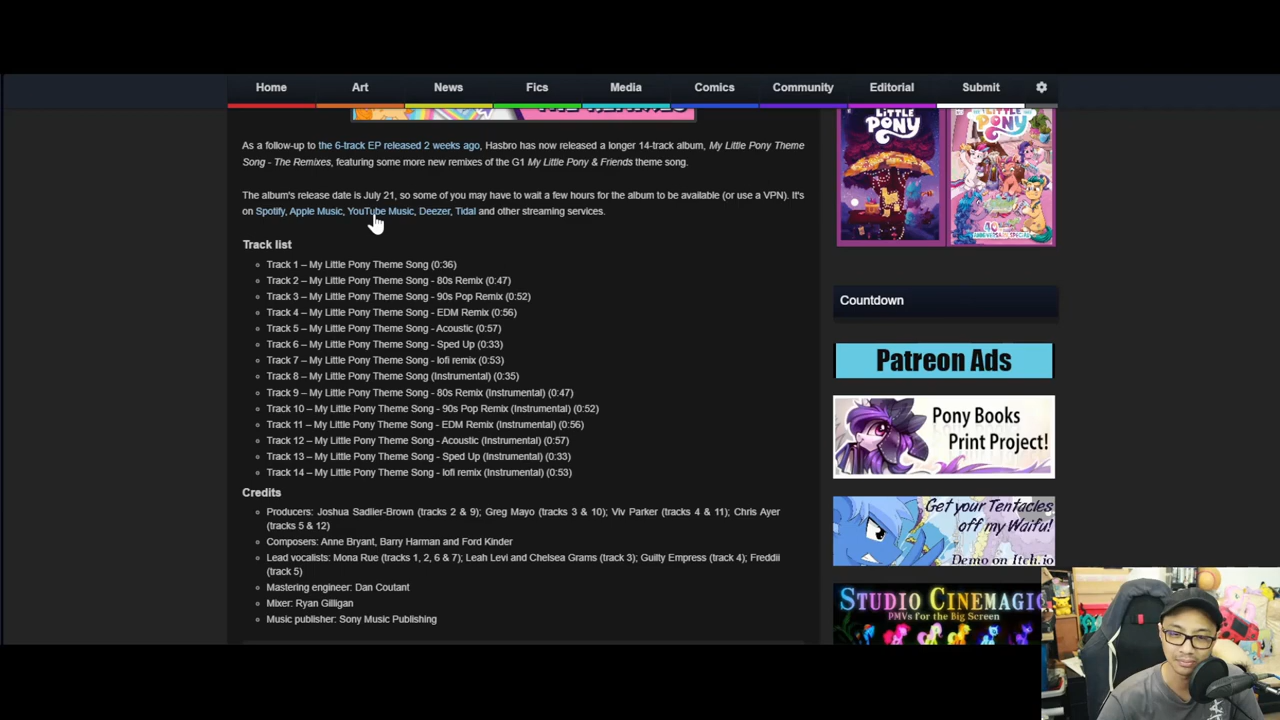 Home Art News Fics Media Comics Community Editorial Submit
As a follow-up to the 6-track EP released 2 weeks ago, Hasbro has now released a longer 14-track album, My Little Pony Theme
Song - The Remixes, featuring some more new remixes of the G1 My Little Pony & Friends theme song.
The album's release date is July 21, so some of you may have to wait a few hours for the album to be available (or use a VPN). It's
on Spotify, Apple Music, YouTube Music, Deezer, Tidal and other streaming services.
Track list
Track 1 – My Little Pony Theme Song (0:36)
Track 2 – My Little Pony Theme Song - 80s Remix (0:47)
Track 3 – My Little Pony Theme Song - 90s Pop Remix (0:52)
Track 4 – My Little Pony Theme Song - EDM Remix (0:56)
Track 5 – My Little Pony Theme Song - Acoustic (0:57)
Track 6 – My Little Pony Theme Song - Sped Up (0:33)
Track 7 – My Little Pony Theme Song - lofi remix (0:53)
Track 8 – My Little Pony Theme Song (Instrumental) (0:35)
Track 9 – My Little Pony Theme Song - 80s Remix (Instrumental) (0:47)
Track 10 – My Little Pony Theme Song - 90s Pop Remix (Instrumental) (0:52)
Track 11 – My Little Pony Theme Song - EDM Remix (Instrumental) (0:56)
Track 12 – My Little Pony Theme Song - Acoustic (Instrumental) (0:57)
Track 13 – My Little Pony Theme Song - Sped Up (Instrumental) (0:33)
Track 14 – My Little Pony Theme Song - lofi remix (Instrumental) (0:53)
Credits
Producers: Joshua Sadlier-Brown (tracks 2 & 9); Greg Mayo (tracks 3 & 10); Viv Parker (tracks 4 & 11); Chris Ayer
(tracks 5 & 12)
Composers: Anne Bryant, Barry Harman and Ford Kinder
Lead vocalists: Mona Rue (tracks 1, 2, 6 & 7); Leah Levi and Chelsea Grams (track 3); Guilty Empress (track 4); Freddii
(track 5)
Mastering engineer: Dan Coutant
Mixer: Ryan Gilligan
Music publisher: Sony Music Publishing
LITTLE
PONY
LITTLE
PONY
Countdown
Patreon Ads
Pony Books
Print Project!
Get your Tentacles
off my Waifu!
Demo on Itch.io
STUDIO CINEMAGIC
PMVs for the Big Screen